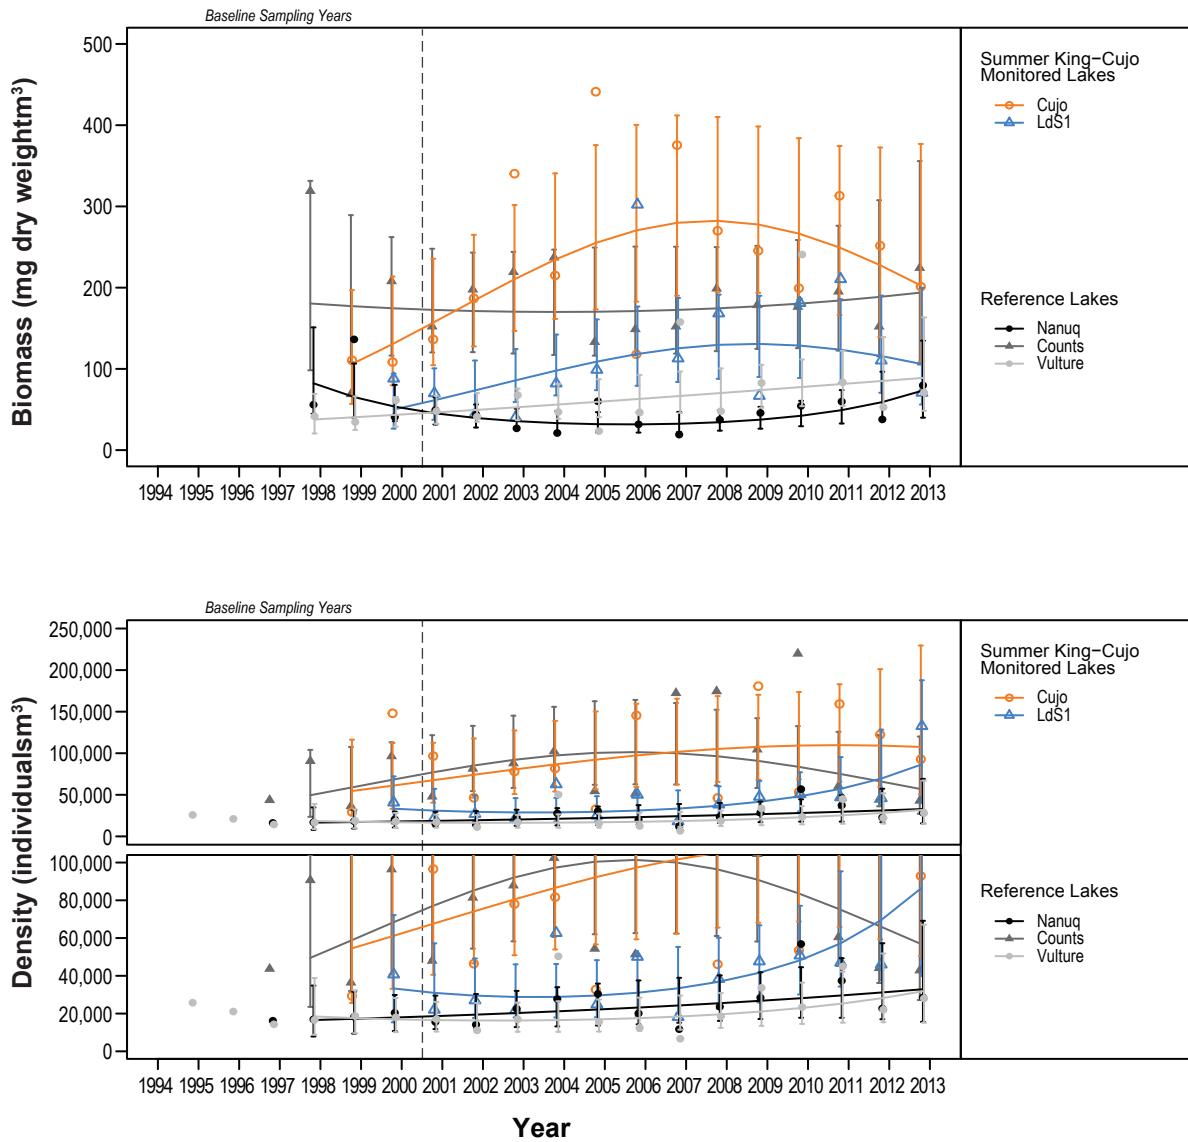 Baseline Sampling Years
Biomass (mg dry weightm³)
500
400
300
200
100
0
1994 1995 1996 1997 1998 1999 2000 2001 2002 2003 2004 2005 2006 2007 2008 2009 2010 2011 2012 2013
Summer King−Cujo
Monitored Lakes
Cujo
LdS1
Reference Lakes
Nanuq
Counts
Vulture
Baseline Sampling Years
Density (individualsm³)
250,000
200,000
150,000
100,000
50,000
0
100,000
80,000
60,000
40,000
20,000
0
1994 1995 1996 1997 1998 1999 2000 2001 2002 2003 2004 2005 2006 2007 2008 2009 2010 2011 2012 2013
Year
Summer King−Cujo
Monitored Lakes
Cujo
LdS1
Reference Lakes
Nanuq
Counts
Vulture